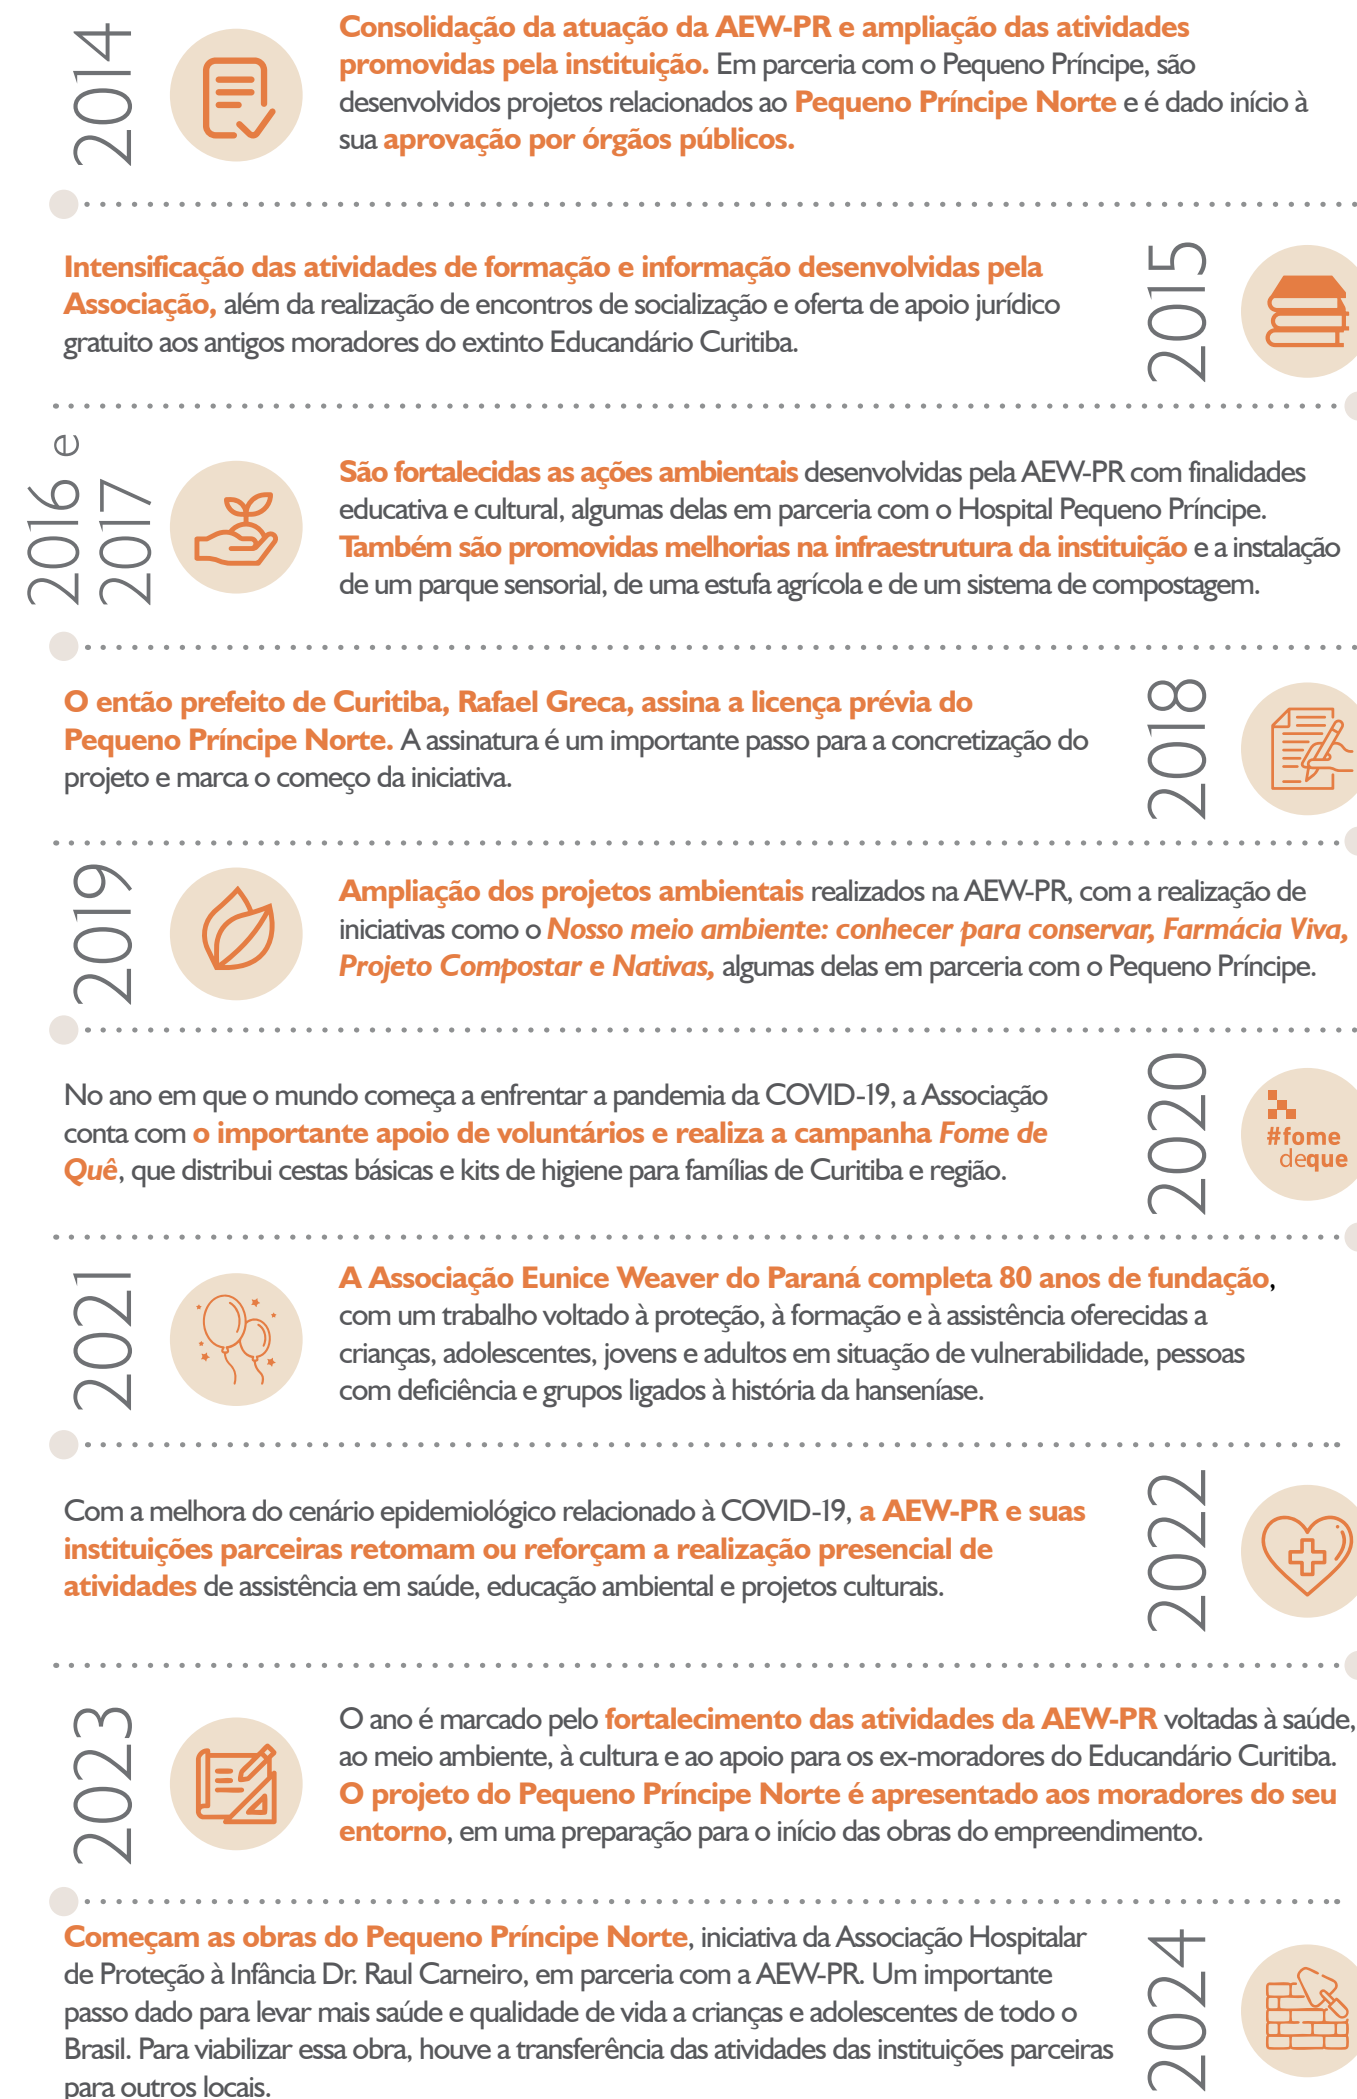 2014
Consolidação da atuação da AEW-PR e ampliação das atividades
promovidas pela instituição. Em parceria com o Pequeno Príncipe, são
desenvolvidos projetos relacionados ao Pequeno Príncipe Norte e é dado início à
sua aprovação por órgãos públicos.
2015
Intensificação das atividades de formação e informação desenvolvidas pela
Associação, além da realização de encontros de socialização e oferta de apoio jurídico
gratuito aos antigos moradores do extinto Educandário Curitiba.
2016 e
2017
São fortalecidas as ações ambientais desenvolvidas pela AEW-PR com finalidades
educativa e cultural, algumas delas em parceria com o Hospital Pequeno Príncipe.
Também são promovidas melhorias na infraestrutura da instituição e a instalação
de um parque sensorial, de uma estufa agrícola e de um sistema de compostagem.
2018
O então prefeito de Curitiba, Rafael Greca, assina a licença prévia do
Pequeno Príncipe Norte. A assinatura é um importante passo para a concretização do
projeto e marca o começo da iniciativa.
2019
Ampliação dos projetos ambientais realizados na AEW-PR, com a realização de
iniciativas como o Nosso meio ambiente: conhecer para conservar, Farmácia Viva,
Projeto Compostar e Nativas, algumas delas em parceria com o Pequeno Príncipe.
2020
No ano em que o mundo começa a enfrentar a pandemia da COVID-19, a Associação
conta com o importante apoio de voluntários e realiza a campanha Fome de
Quê, que distribui cestas básicas e kits de higiene para famílias de Curitiba e região.
#fome
deque
2021
A Associação Eunice Weaver do Paraná completa 80 anos de fundação,
com um trabalho voltado à proteção, à formação e à assistência oferecidas a
crianças, adolescentes, jovens e adultos em situação de vulnerabilidade, pessoas
com deficiência e grupos ligados à história da hanseníase.
2022
Com a melhora do cenário epidemiológico relacionado à COVID-19, a AEW-PR e suas
instituições parceiras retomam ou reforçam a realização presencial de
atividades de assistência em saúde, educação ambiental e projetos culturais.
2023
O ano é marcado pelo fortalecimento das atividades da AEW-PR voltadas à saúde,
ao meio ambiente, à cultura e ao apoio para os ex-moradores do Educandário Curitiba.
O projeto do Pequeno Príncipe Norte é apresentado aos moradores do seu
entorno, em uma preparação para o início das obras do empreendimento.
2024
Começam as obras do Pequeno Príncipe Norte, iniciativa da Associação Hospitalar
de Proteção à Infância Dr. Raul Carneiro, em parceria com a AEW-PR. Um importante
passo dado para levar mais saúde e qualidade de vida a crianças e adolescentes de todo o
Brasil. Para viabilizar essa obra, houve a transferência das atividades das instituições parceiras
para outros locais.